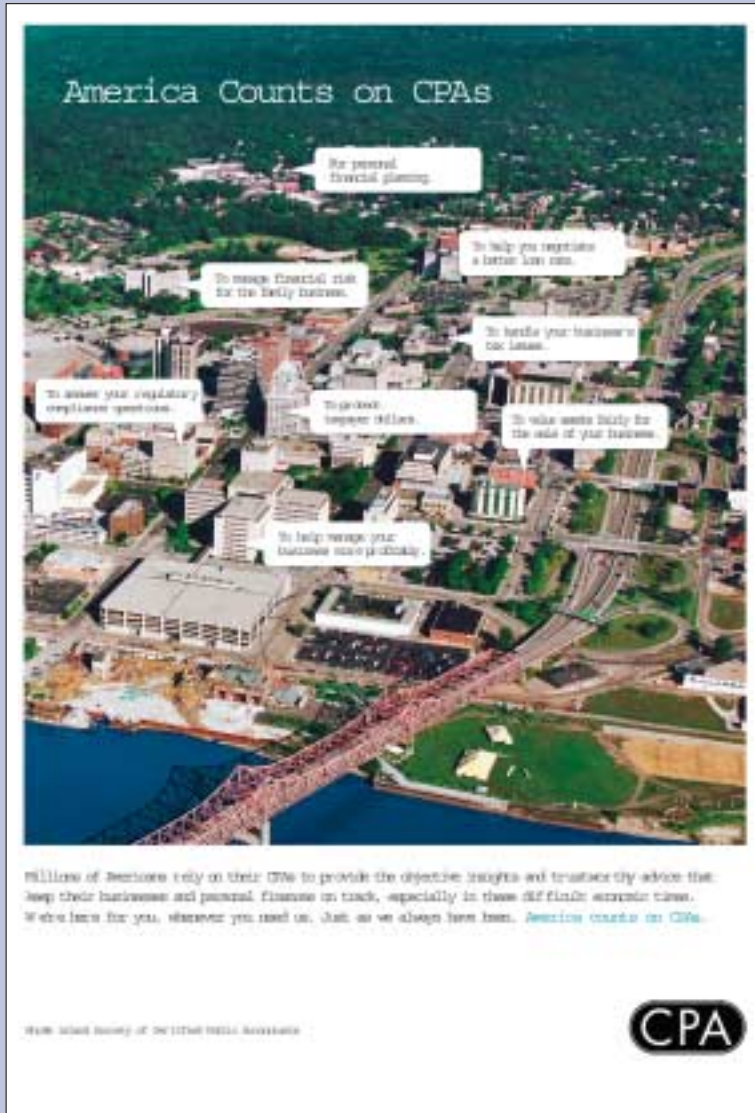 America Counts on CPAs
For personal
financial planning.
To help you negotiate
a better loan rate.
To manage financial risk
for the family business.
To handle your business's
tax issues.
To answer your regulatory
compliance questions.
To protect
taxpayer dollars.
To value assets fairly for
the sale of your business.
To help manage your
business more profitably.
Millions of Americans rely on their CPAs to provide the objective insights and trustworthy advice that
keep their businesses and personal finances on track, especially in these difficult economic times.
We're here for you, whenever you need us. Just as we always have been. America counts on CPAs.
Rhode Island Society of Certified Public Accountants
CPA